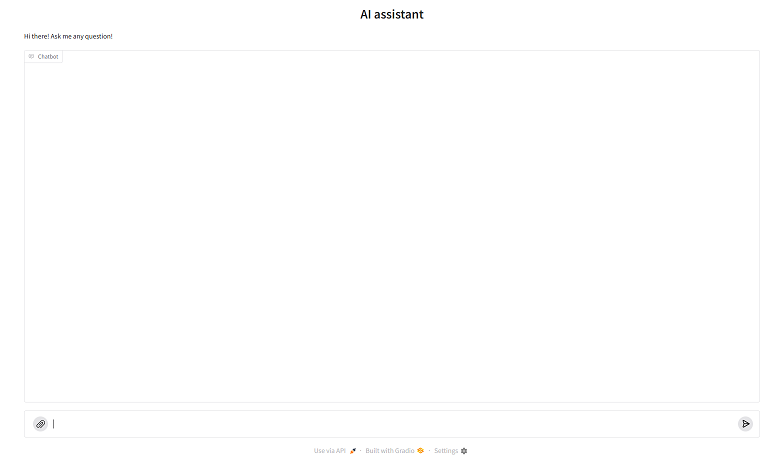 AI assistant
Hi there! Ask me any question!
Chatbot
Use via API · Built with Gradio · Settings